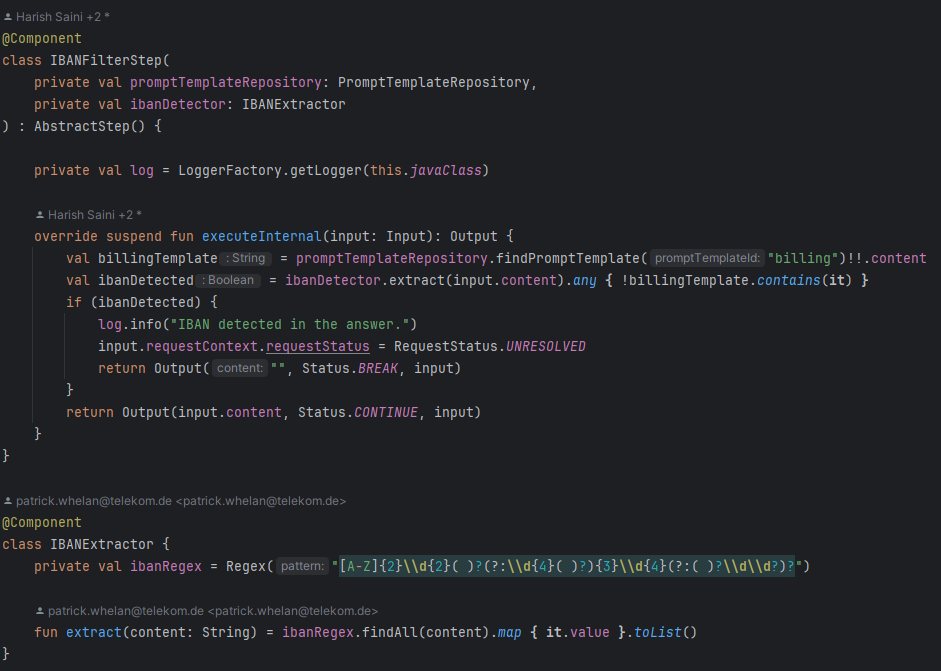 Harish Saini +2 *
@Component
class IBANFilterStep(
    private val promptTemplateRepository: PromptTemplateRepository,
    private val ibanDetector: IBANExtractor
) : AbstractStep() {
    private val log = LoggerFactory.getLogger(this.javaClass)
    Harish Saini +2 *
    override suspend fun executeInternal(input: Input): Output {
        val billingTemplate : String = promptTemplateRepository.findPromptTemplate( promptTemplateId: "billing")!!.content
        val ibanDetected : Boolean = ibanDetector.extract(input.content).any { !billingTemplate.contains(it) }
        if (ibanDetected) {
            log.info("IBAN detected in the answer.")
            input.requestContext.requestStatus = RequestStatus.UNRESOLVED
            return Output( content: "", Status.BREAK, input)
        }
        return Output(input.content, Status.CONTINUE, input)
    }
}
patrick.whelan@telekom.de <patrick.whelan@telekom.de>
@Component
class IBANExtractor {
    private val ibanRegex = Regex( pattern: "[A-Z]{2}\\d{2}( )?(?:\\d{4}( )?){3}\\d{4}(?:( )?\\d\\d?)?")
    patrick.whelan@telekom.de <patrick.whelan@telekom.de>
    fun extract(content: String) = ibanRegex.findAll(content).map { it.value }.toList()
}